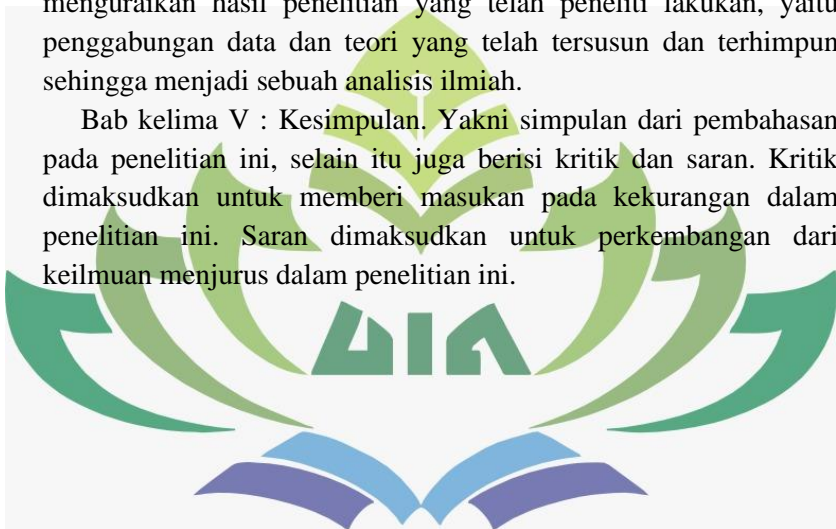 menguraikan hasil penelitian yang telah peneliti lakukan, yaitu
penggabungan data dan teori yang telah tersusun dan terhimpun
sehingga menjadi sebuah analisis ilmiah.
Bab kelima V : Kesimpulan. Yakni simpulan dari pembahasan
pada penelitian ini, selain itu juga berisi kritik dan saran. Kritik
dimaksudkan untuk memberi masukan pada kekurangan dalam
penelitian ini. Saran dimaksudkan untuk perkembangan dari
keilmuan menjurus dalam penelitian ini.
UIN